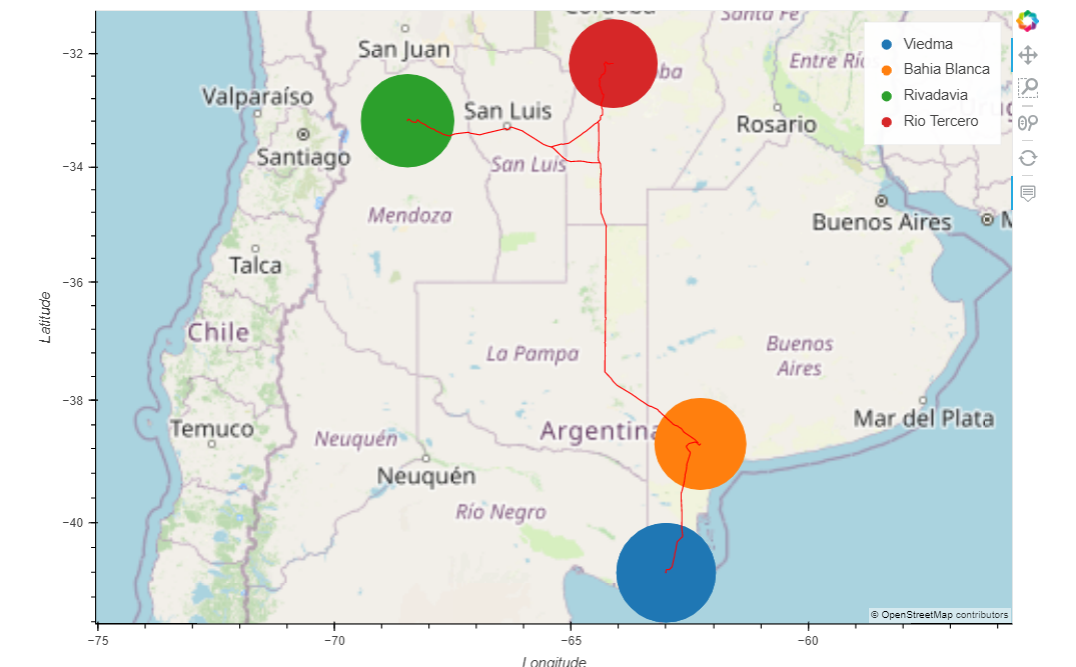 Córdoba
Santa Fe
San Juan
−32
Viedma
Bahia Blanca
Rivadavia
Rio Tercero
Entre Ríos
Valparaíso
San Luis
Rosario
Santiago
−34
San Luis
Mendoza
Buenos Aires
Talca
−36
Latitude
Chile
La Pampa
Buenos
Aires
−38
Mar del Plata
Temuco
Neuquén
Argentina
Neuquén
Río Negro
−40
© OpenStreetMap contributors
−75
−70
−65
−60
Longitude